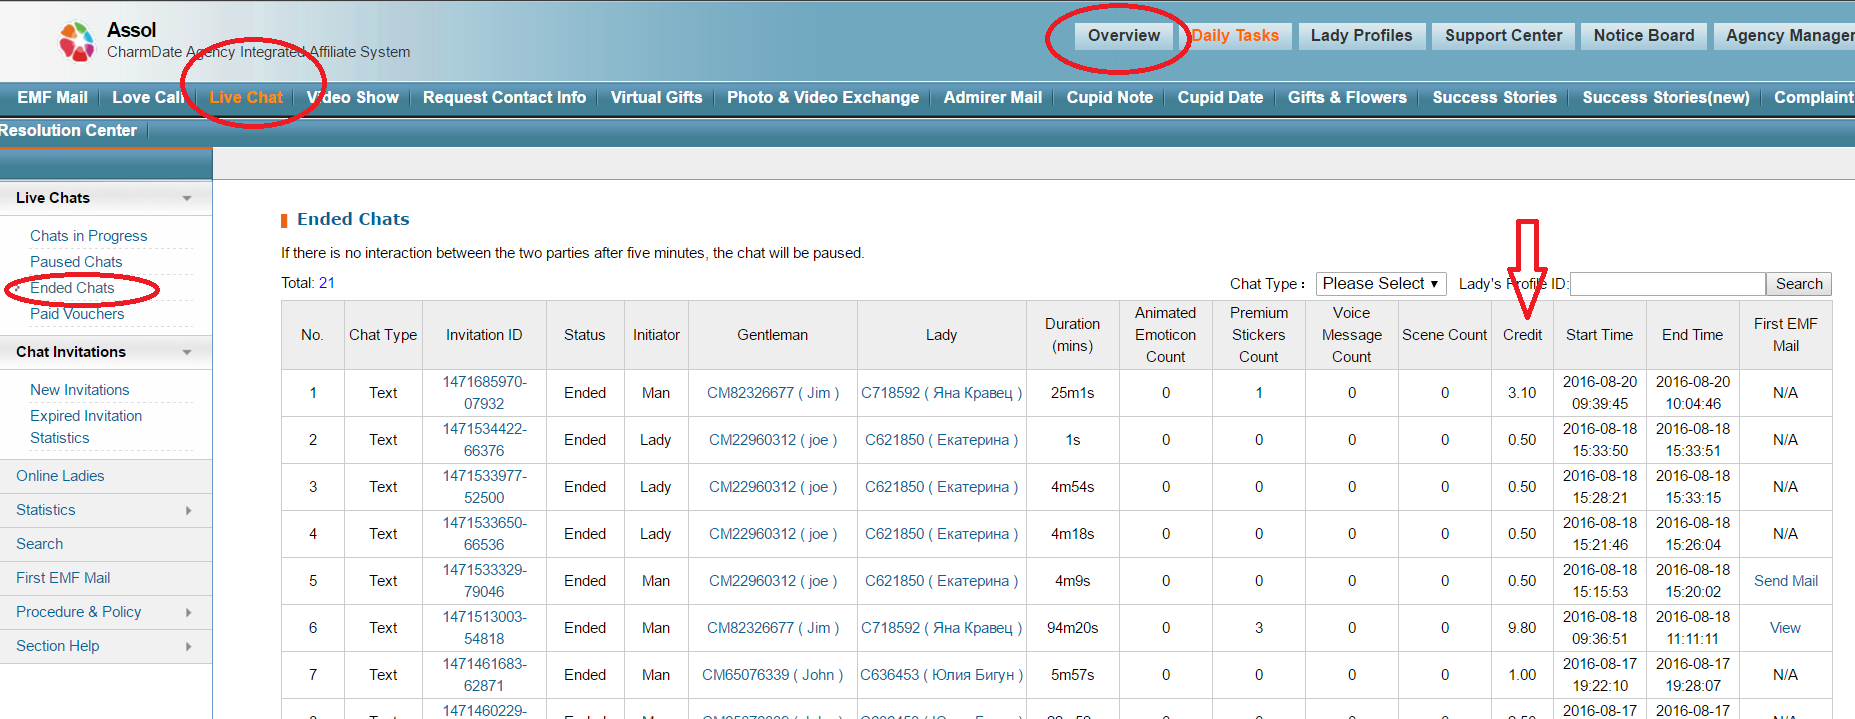 Assol
CharmDate Agency Integrated Affiliate System
Overview Daily Tasks Lady Profiles Support Center Notice Board Agency Manager
EMF Mail Love Call Live Chat Video Show Request Contact Info Virtual Gifts Photo & Video Exchange Admirer Mail Cupid Note Cupid Date Gifts & Flowers Success Stories Success Stories(new) Complaint
Resolution Center
Live Chats
Chats in Progress
Paused Chats
Ended Chats
Paid Vouchers
Chat Invitations
New Invitations
Expired Invitation
Statistics
Online Ladies
Statistics
Search
First EMF Mail
Procedure & Policy
Section Help
Ended Chats
If there is no interaction between the two parties after five minutes, the chat will be paused.
Total: 21
Chat Type : Please Select Lady's Profile ID: Search
No. Chat Type Invitation ID Status Initiator Gentleman Lady Duration (mins) Animated Emoticon Count Premium Stickers Count Voice Message Count Scene Count Credit Start Time End Time First EMF Mail
1 Text 1471685970-07932 Ended Man CM82326677 ( Jim ) C718592 ( Яна Кравец ) 25m1s 0 1 0 0 3.10 2016-08-20 09:39:45 2016-08-20 10:04:46 N/A
2 Text 1471534422-66376 Ended Lady CM22960312 ( joe ) C621850 ( Екатерина ) 1s 0 0 0 0 0.50 2016-08-18 15:33:50 2016-08-18 15:33:51 N/A
3 Text 1471533977-52500 Ended Lady CM22960312 ( joe ) C621850 ( Екатерина ) 4m54s 0 0 0 0 0.50 2016-08-18 15:28:21 2016-08-18 15:33:15 N/A
4 Text 1471533650-66536 Ended Lady CM22960312 ( joe ) C621850 ( Екатерина ) 4m18s 0 0 0 0 0.50 2016-08-18 15:21:46 2016-08-18 15:26:04 N/A
5 Text 1471533329-79046 Ended Man CM22960312 ( joe ) C621850 ( Екатерина ) 4m9s 0 0 0 0 0.50 2016-08-18 15:15:53 2016-08-18 15:20:02 Send Mail
6 Text 1471513003-54818 Ended Man CM82326677 ( Jim ) C718592 ( Яна Кравец ) 94m20s 0 3 0 0 9.80 2016-08-18 09:36:51 2016-08-18 11:11:11 View
7 Text 1471461683-62871 Ended Man CM65076339 ( John ) C636453 ( Юлия Бигун ) 5m57s 0 0 0 0 1.00 2016-08-17 19:22:10 2016-08-17 19:28:07 N/A
1471460229- 2016-08-17 2016-08-17